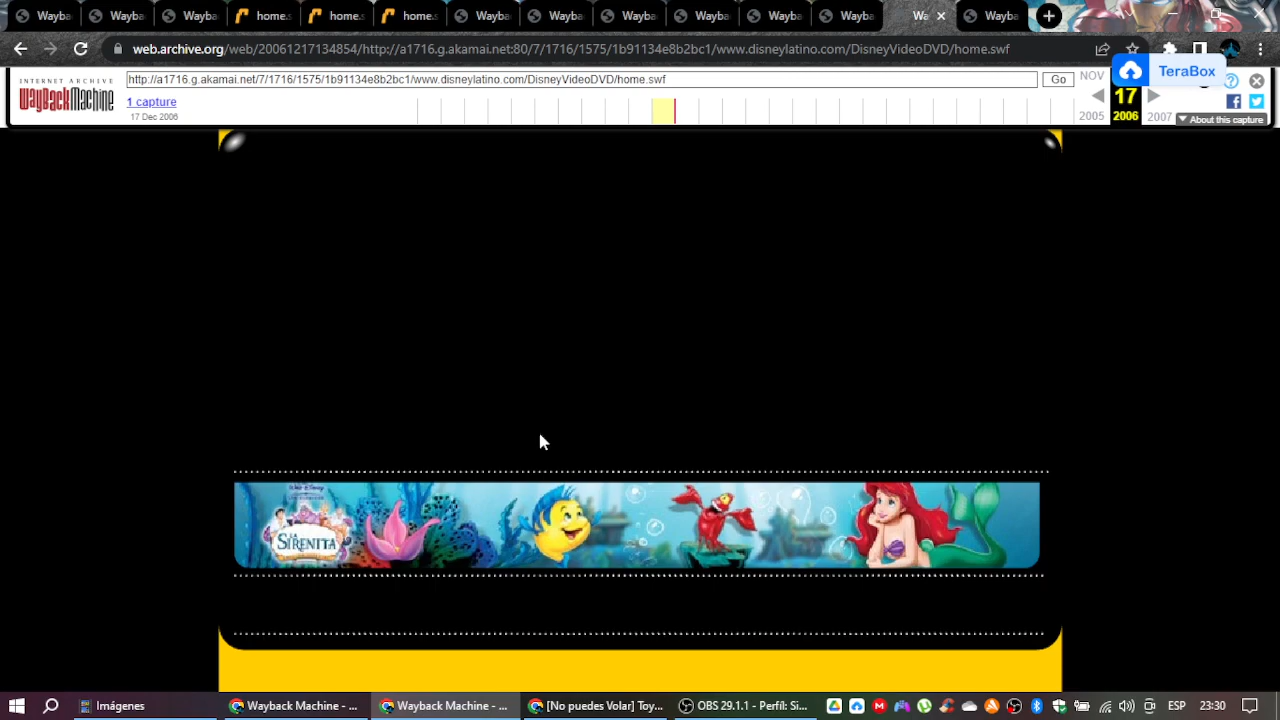 Wayba
Wayba
Wayba
home.s
home.s
home.s
Wayba
Wayba
Wayba
Wayba
Wayba
Wayba
Wa
Wayba
web.archive.org/web/20061217134854/http://a1716.g.akamai.net:80/7/1716/1575/1b91134e8b2bc1/www.disneylatino.com/DisneyVideoDVD/home.swf
INTERNET ARCHIVE
WayBackMachine
http://a1716.g.akamai.net/7/1716/1575/1b91134e8b2bc1/www.disneylatino.com/DisneyVideoDVD/home.swf
Go
NOV
TeraBox
1 capture
17
17 Dec 2006
2005
2006
2007
About this capture
Walt Disney
LA
SIRENITA
Imágenes
Wayback Machine - ...
Wayback Machine - ...
[No puedes Volar] Toy...
OBS 29.1.1 - Perfil: Si...
ESP
23:30